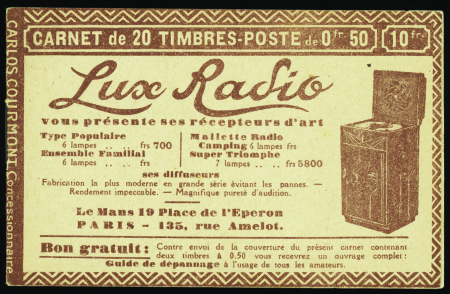 CARNET de 20 TIMBRES-POSTE de 0fr. 50
10 fr.
CARLOS COURMONT Concessionnaire
Lux Radio
vous présente ses récepteurs d'art
Type Populaire
6 lampes .. .. frs 700
Ensemble Familial
6 lampes .. .. frs
Mallette Radio
Camping 6 lampes frs
Super Triomphe
7 lampes frs 5800
ses diffuseurs
Fabrication la plus moderne en grande série évitant les pannes. —
Rendement impeccable. — Magnifique pureté d'audition.
Le Mans 19 Place de l'Eperon
PARIS - 135, rue Amelot.
Bon gratuit: Contre envoi de la couverture du présent carnet contenant
deux timbres à 0,50 vous recevrez un ouvrage complet:
Guide de dépannage à l'usage de tous les amateurs.